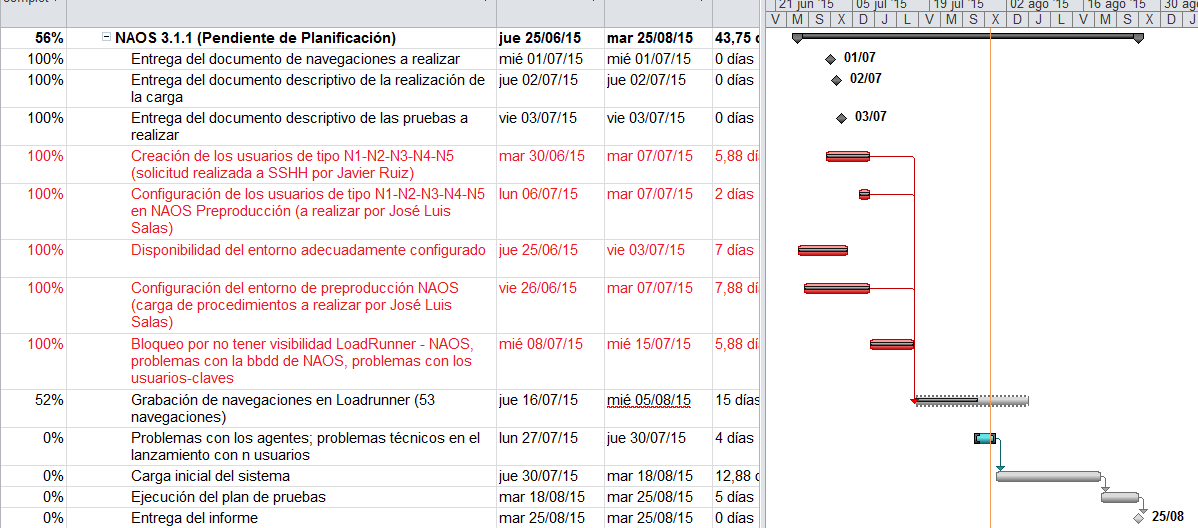 21 jun '15 05 jul '15 19 jul '15 02 ago '15 16 ago '15 30 ago
V M S X D J L V M S X D J L V M S X D J
56% NAOS 3.1.1 (Pendiente de Planificación) jue 25/06/15 mar 25/08/15 43,75 d
100% Entrega del documento de navegaciones a realizar mié 01/07/15 mié 01/07/15 0 días 01/07
100% Entrega del documento descriptivo de la realización de jue 02/07/15 jue 02/07/15 0 días 02/07
la carga
100% Entrega del documento descriptivo de las pruebas a vie 03/07/15 vie 03/07/15 0 días 03/07
realizar
100% Creación de los usuarios de tipo N1-N2-N3-N4-N5 mar 30/06/15 mar 07/07/15 5,88 dí
(solicitud realizada a SSHH por Javier Ruiz)
100% Configuración de los usuarios de tipo N1-N2-N3-N4-N5 lun 06/07/15 mar 07/07/15 2 días
en NAOS Preproducción (a realizar por José Luis
Salas)
100% Disponibilidad del entorno adecuadamente configurado jue 25/06/15 vie 03/07/15 7 días
100% Configuración del entorno de preproducción NAOS vie 26/06/15 mar 07/07/15 7,88 dí
(carga de procedimientos a realizar por José Luis
Salas)
100% Bloqueo por no tener visibilidad LoadRunner - NAOS, mié 08/07/15 mié 15/07/15 5,88 dí
problemas con la bbdd de NAOS, problemas con los
usuarios-claves
52% Grabación de navegaciones en Loadrunner (53 jue 16/07/15 mié 05/08/15 15 días
navegaciones)
0% Problemas con los agentes; problemas técnicos en el lun 27/07/15 jue 30/07/15 4 días
lanzamiento con n usuarios
0% Carga inicial del sistema jue 30/07/15 mar 18/08/15 12,88 d
0% Ejecución del plan de pruebas mar 18/08/15 mar 25/08/15 5 días
0% Entrega del informe mar 25/08/15 mar 25/08/15 0 días 25/08